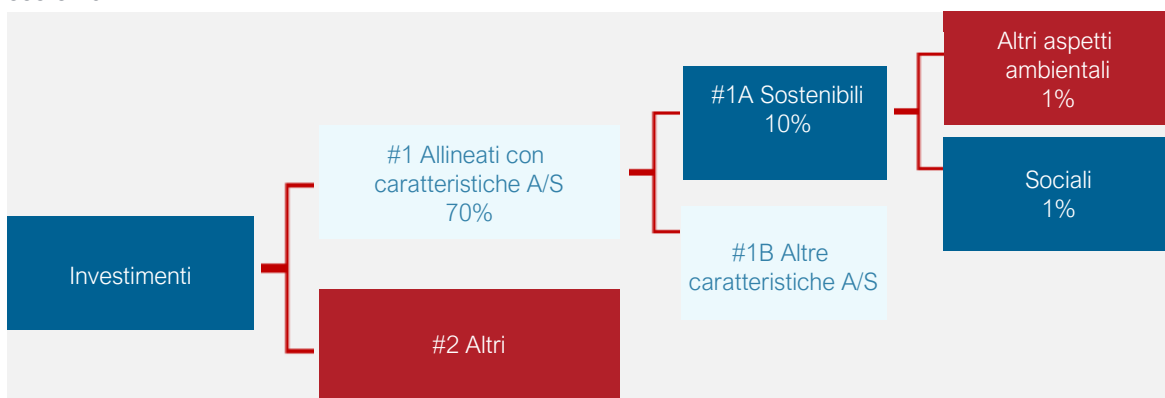 Investimenti
#1 Allineati con
caratteristiche A/S
70%
#2 Altri
#1A Sostenibili
10%
#1B Altre
caratteristiche A/S
Altri aspetti
ambientali
1%
Sociali
1%